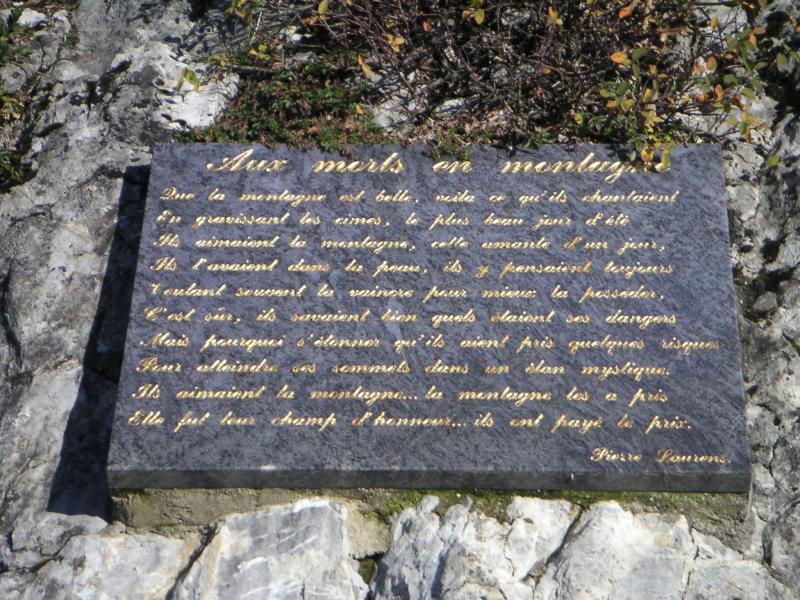 Aux morts en montagne
Que la montagne est belle, voila ce qu'ils chantaient
En gravissant les cimes, le plus beau jour d'été
Ils aimaient la montagne, cette amante d'un jour,
Ils l'avaient dans la peau, ils y pensaient toujours
Voulant souvent la vaincre pour mieux la posséder,
C'est sûr, ils savaient bien quels étaient ses dangers
Mais pourquoi s'étonner qu'ils aient pris quelques risques
Pour atteindre ses sommets dans un élan mystique.
Ils aimaient la montagne... la montagne les a pris
Elle fut leur champ d'honneur... ils ont payé le prix.
Pierre Laurens.